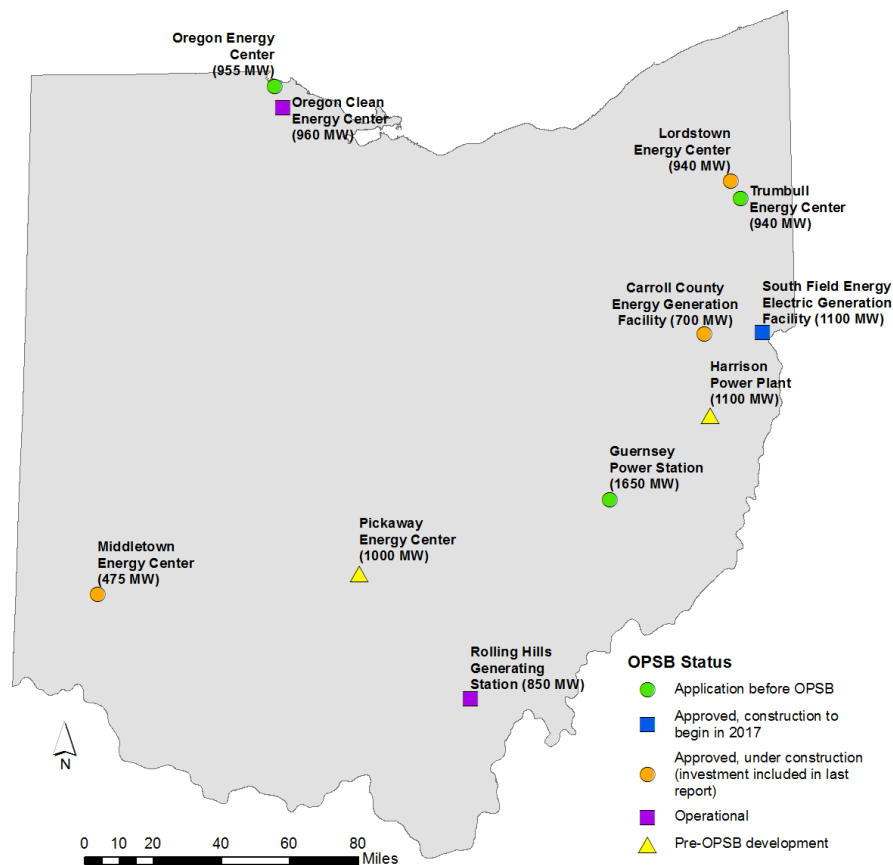 Oregon Energy
Center
(955 MW)
Oregon Clean
Energy Center
(960 MW)
Lordstown
Energy Center
(940 MW)
Trumbull
Energy Center
(940 MW)
Carroll County
Energy Generation
Facility (700 MW)
South Field Energy
Electric Generation
Facility (1100 MW)
Harrison
Power Plant
(1100 MW)
Guernsey
Power Station
(1650 MW)
Pickaway
Energy Center
(1000 MW)
Middletown
Energy Center
(475 MW)
Rolling Hills
Generating
Station (850 MW)
OPSB Status
Application before OPSB
Approved, construction to
begin in 2017
Approved, under construction
(investment included in last
report)
Operational
Pre-OPSB development
N
0 10 20 40 60 80
Miles